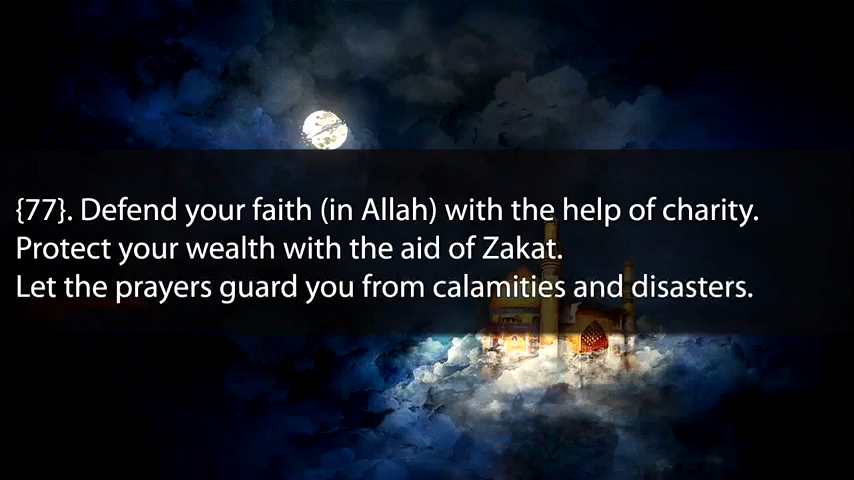 {77}. Defend your faith (in Allah) with the help of charity.
Protect your wealth with the aid of Zakat.
Let the prayers guard you from calamities and disasters.